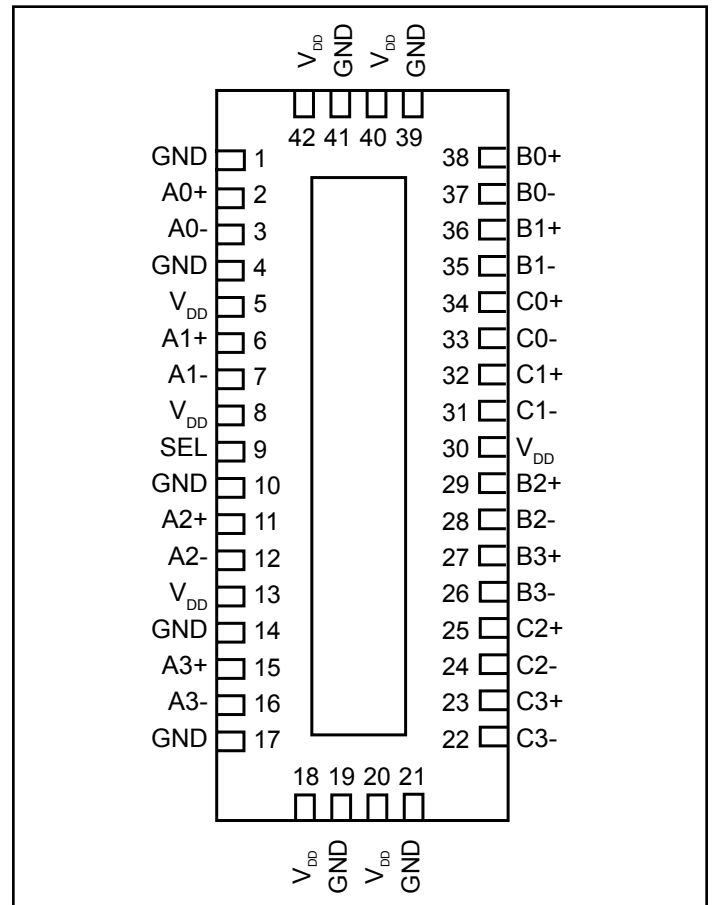 VDD GND VDD GND
42 41 40 39
GND 1 38 B0+
A0+ 2 37 B0-
A0- 3 36 B1+
GND 4 35 B1-
VDD 5 34 C0+
A1+ 6 33 C0-
A1- 7 32 C1+
VDD 8 31 C1-
SEL 9 30 VDD
GND 10 29 B2+
A2+ 11 28 B2-
A2- 12 27 B3+
VDD 13 26 B3-
GND 14 25 C2+
A3+ 15 24 C2-
A3- 16 23 C3+
GND 17 22 C3-
18 19 20 21
VDD GND VDD GND